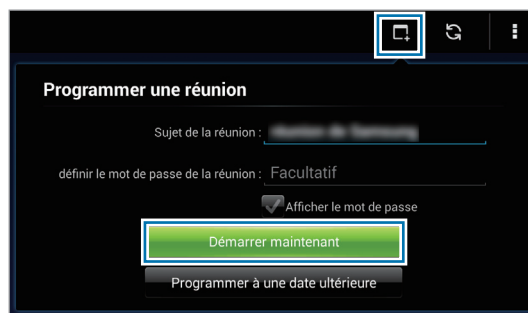 Programmer une réunion
Sujet de la réunion :
définir le mot de passe de la réunion : Facultatif
Afficher le mot de passe
Démarrer maintenant
Programmer à une date ultérieure